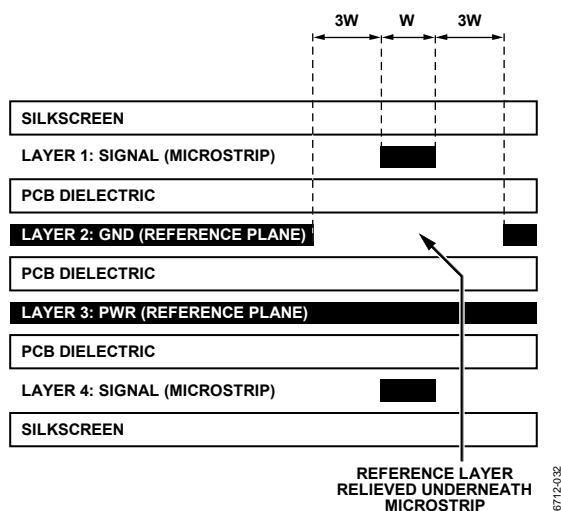 3W W 3W
SILKSCREEN
LAYER 1: SIGNAL (MICROSTRIP)
PCB DIELECTRIC
LAYER 2: GND (REFERENCE PLANE)
PCB DIELECTRIC
LAYER 3: PWR (REFERENCE PLANE)
PCB DIELECTRIC
LAYER 4: SIGNAL (MICROSTRIP)
SILKSCREEN
REFERENCE LAYER
RELIEVED UNDERNEATH
MICROSTRIP
6712-032